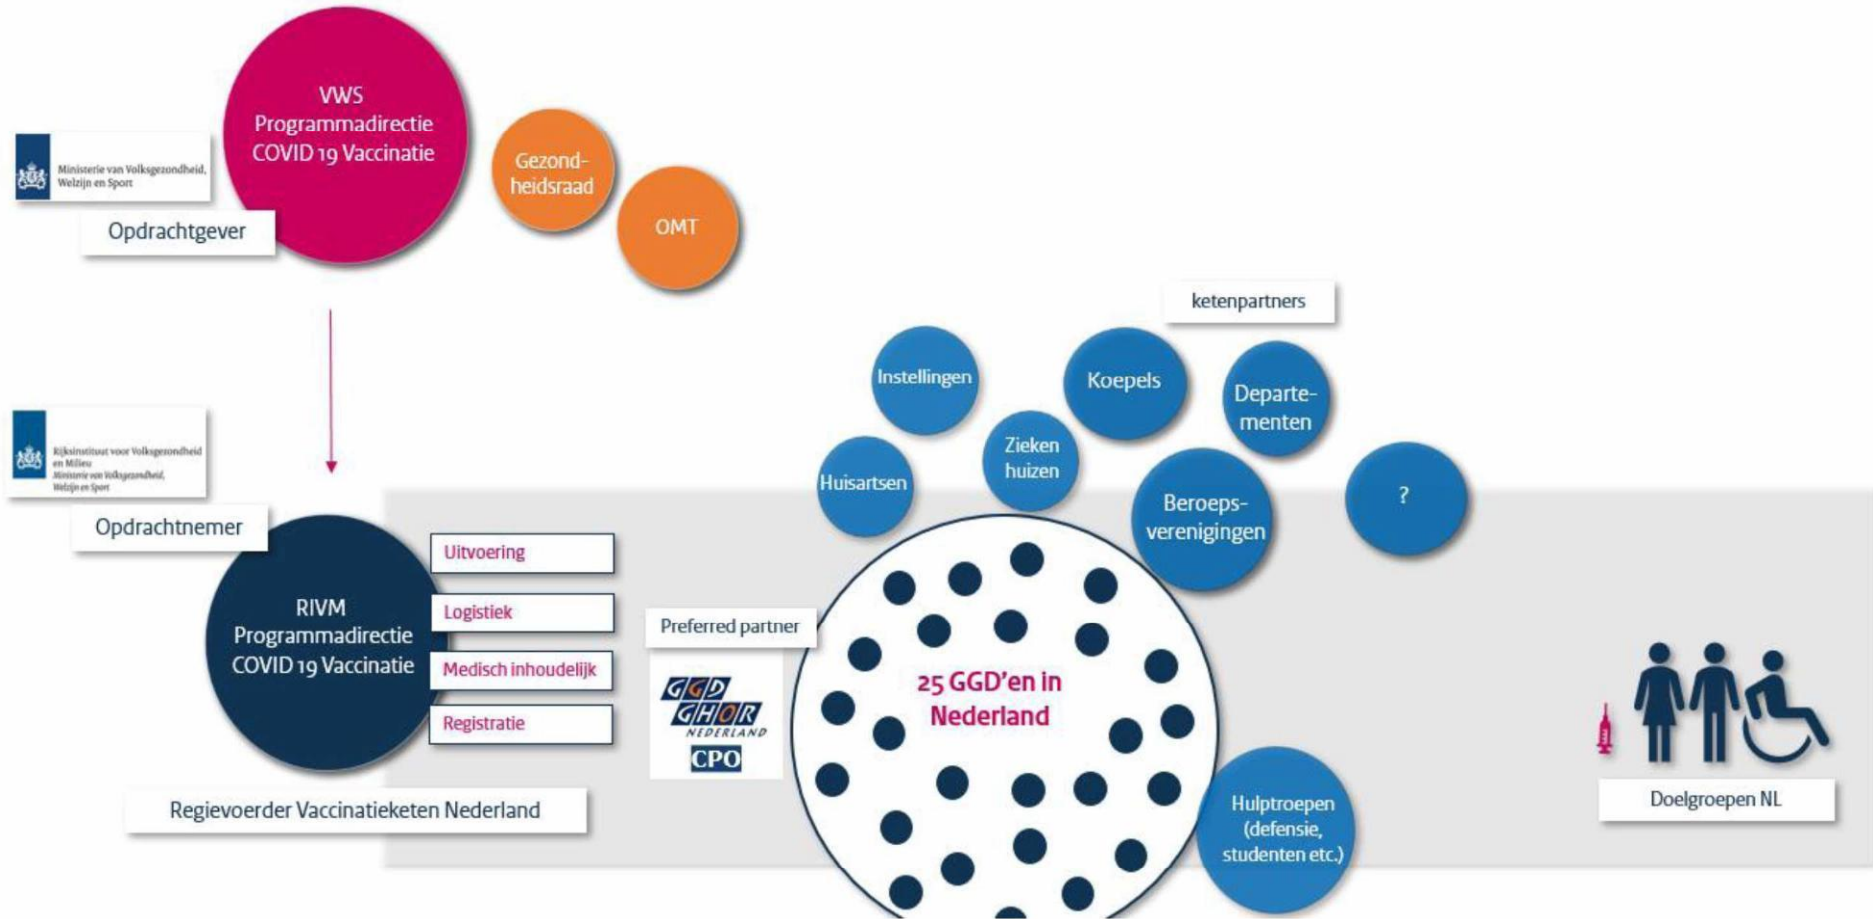 VWS
Programmadirectie
COVID 19 Vaccinatie
Ministerie van Volksgezondheid,
Welzijn en Sport
Opdrachtgever
Gezond-
heidsraad
OMT
ketenpartners
Instellingen
Koepels
Departe-
menten
Huisartsen
Zieken
huizen
Beroeps-
verenigingen
?
Rijksinstituut voor Volksgezondheid
en Milieu
Ministerie van Volksgezondheid,
Welzijn en Sport
Opdrachtnemer
RIVM
Programmadirectie
COVID 19 Vaccinatie
Uitvoering
Logistiek
Medisch inhoudelijk
Registratie
Regievoerder Vaccinatieketen Nederland
Preferred partner
GGD
GHOR
NEDERLAND
CPO
25 GGD'en in
Nederland
Hulptroepen
(defensie,
studenten etc.)
Doelgroepen NL